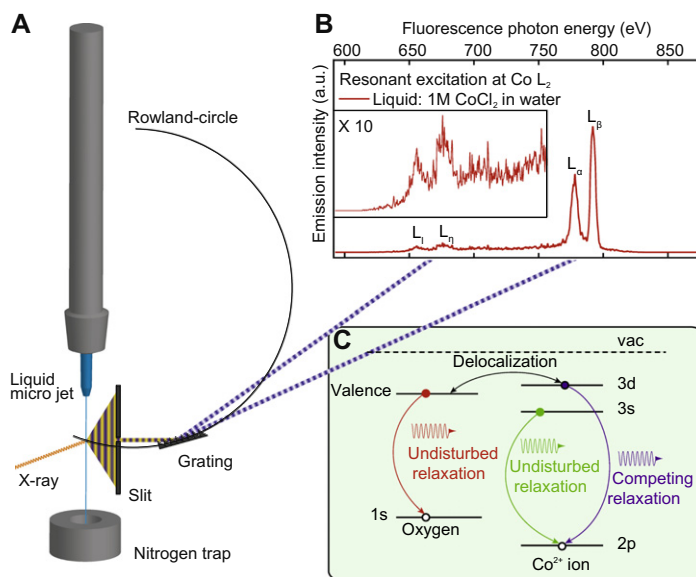 A
Rowland-circle
Liquid
micro jet
X-ray
Slit
Grating
Nitrogen trap
B
Fluorescence photon energy (eV)
600 650 700 750 800 850
Emission intensity (a.u.)
Resonant excitation at Co L₂
Liquid: 1M CoCl₂ in water
X 10
Lₗ
Lη
Lα
Lβ
C
vac
Delocalization
Valence
3d
3s
Undisturbed
relaxation
Undisturbed
relaxation
Competing
relaxation
1s
Oxygen
2p
Co²⁺ ion